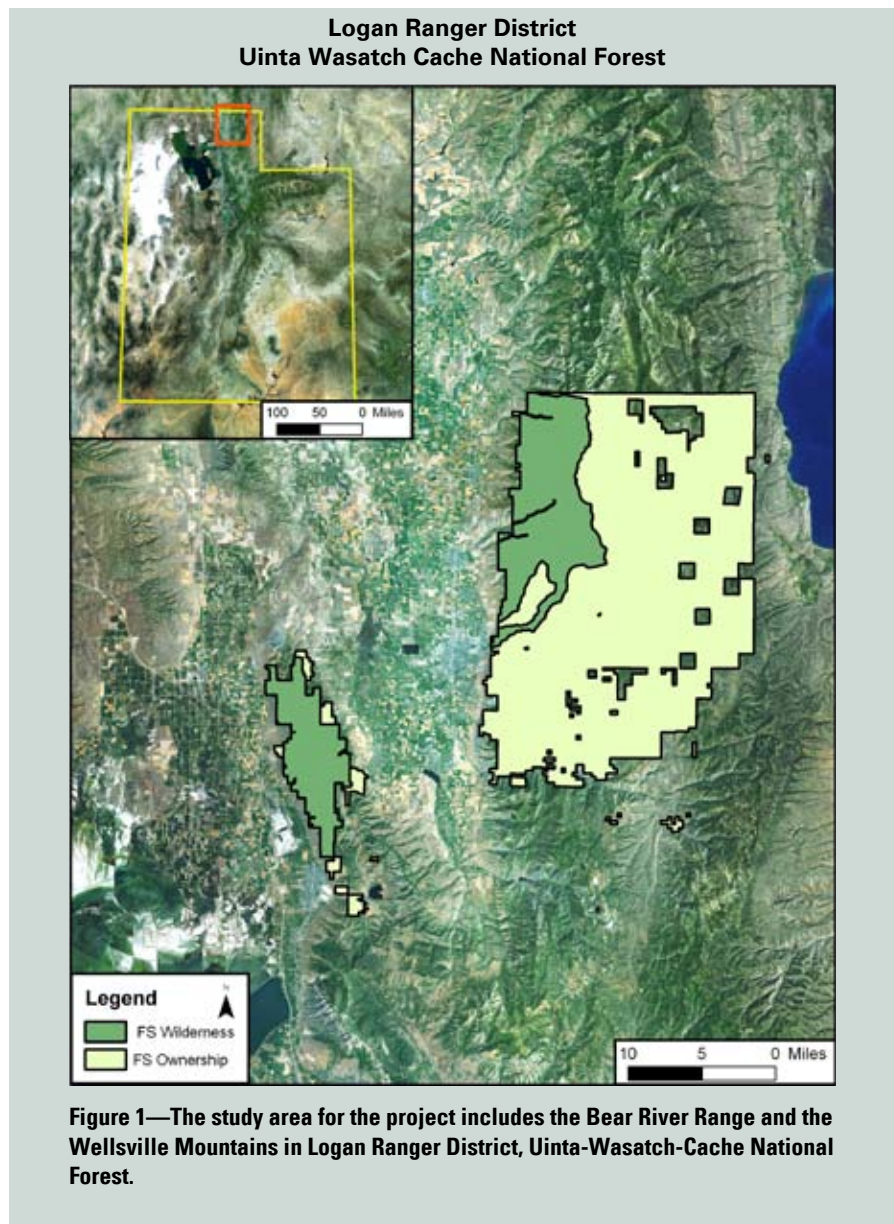 Logan Ranger District
Uinta Wasatch Cache National Forest
100 50 0 Miles
Legend
N
FS Wilderness
FS Ownership
10 5 0 Miles
Figure 1—The study area for the project includes the Bear River Range and the
Wellsville Mountains in Logan Ranger District, Uinta-Wasatch-Cache National
Forest.